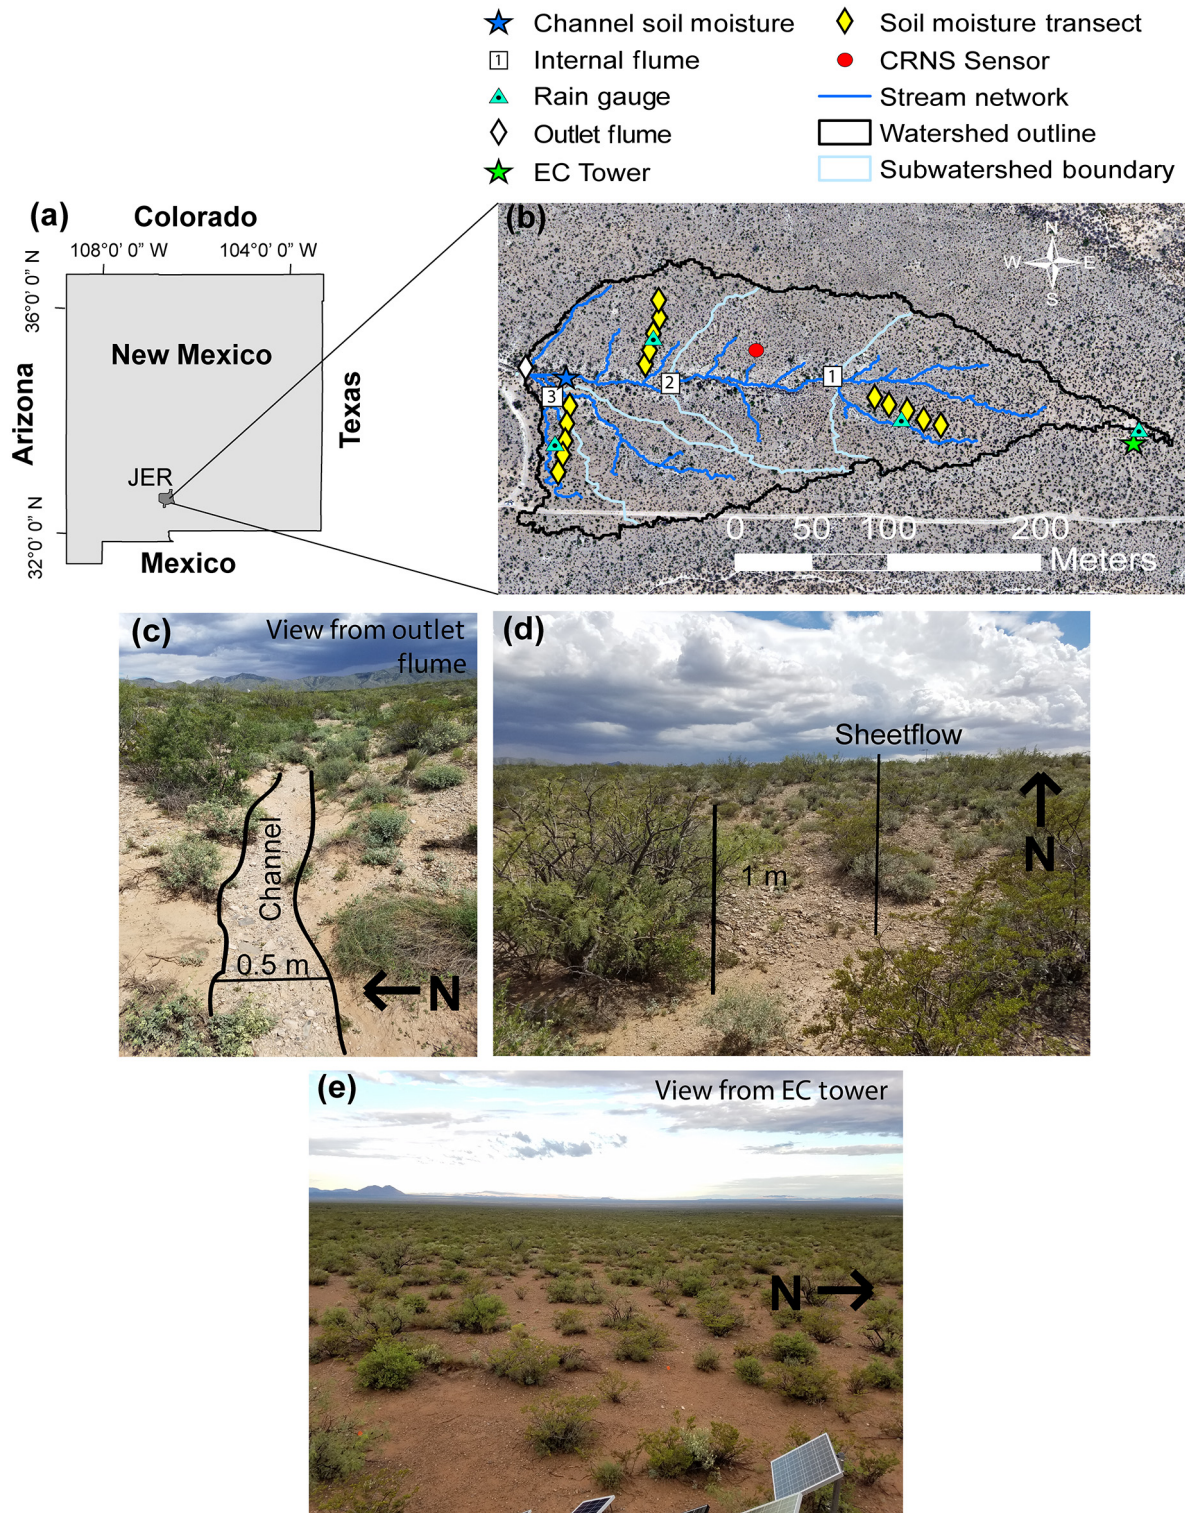 Channel soil moisture
Internal flume
Rain gauge
Outlet flume
EC Tower
Soil moisture transect
CRNS Sensor
Stream network
Watershed outline
Subwatershed boundary
1
(a)
Colorado
108°0' 0" W
104°0' 0" W
36°0' 0" N
32°0' 0" N
Arizona
New Mexico
Texas
JER
Mexico
(b)
N
W
E
S
1
2
3
0 50 100 200
Meters
(c)
View from outlet
flume
Channel
0.5 m
N
(d)
Sheetflow
1 m
N
(e)
View from EC tower
N